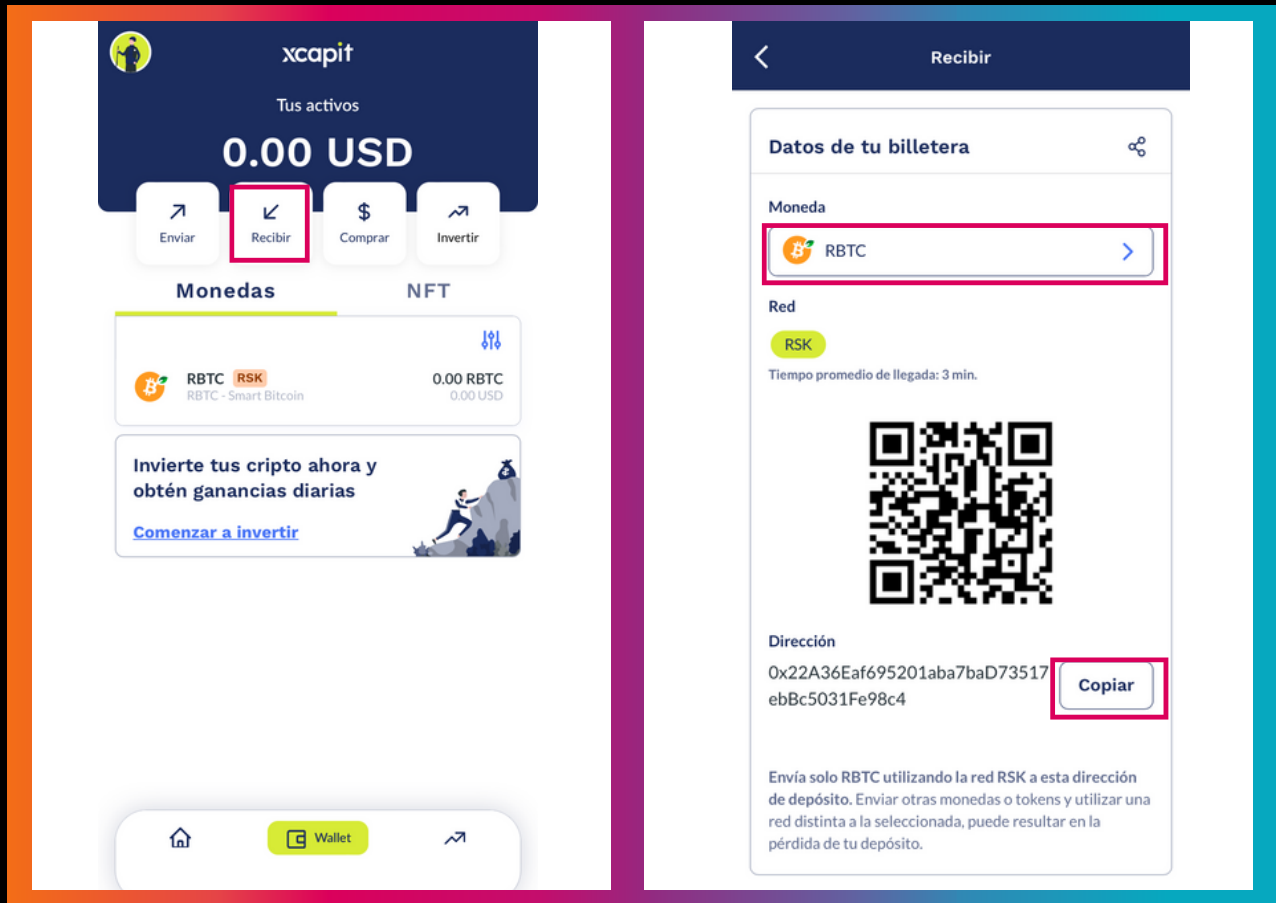 xcapit
Tus activos
0.00 USD
Enviar
Recibir
$
Comprar
Invertir
Monedas
NFT
RBTC RSK
0.00 RBTC
RBTC - Smart Bitcoin
0.00 USD
Invierte tus cripto ahora y
obtén ganancias diarias
Comenzar a invertir
Wallet
Recibir
Datos de tu billetera
Moneda
RBTC
Red
RSK
Tiempo promedio de llegada: 3 min.
Dirección
0x22A36Eaf695201aba7baD73517
ebBc5031Fe98c4
Copiar
Envía solo RBTC utilizando la red RSK a esta dirección
de depósito. Enviar otras monedas o tokens y utilizar una
red distinta a la seleccionada, puede resultar en la
pérdida de tu depósito.